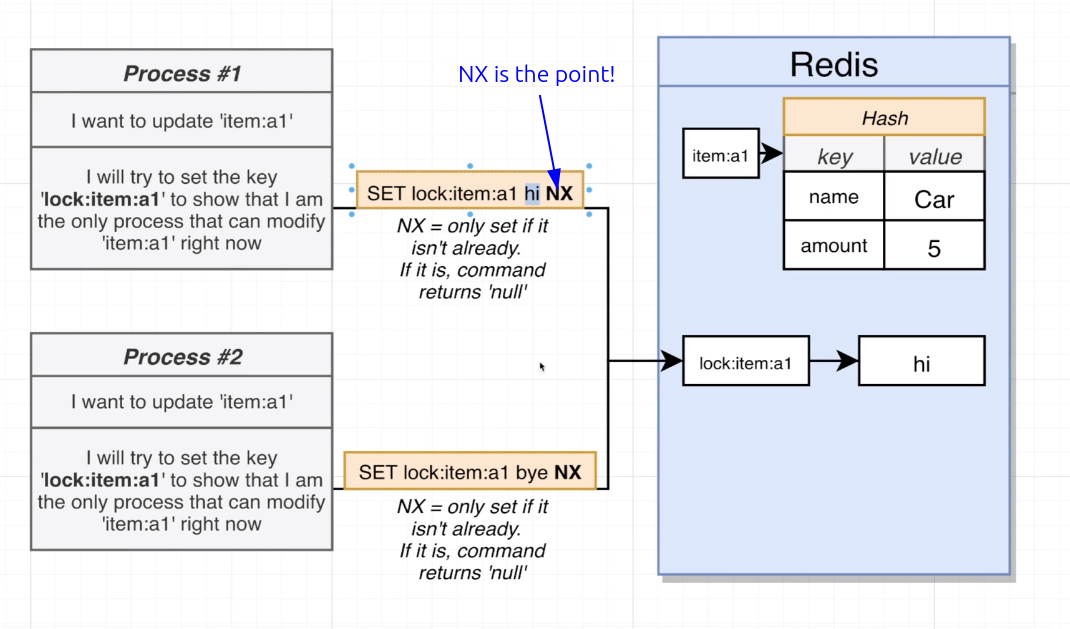 NX is the point!
Process #1
I want to update 'item:a1'
I will try to set the key
'lock:item:a1' to show that I am
the only process that can modify
'item:a1' right now
SET lock:item:a1 hi NX
NX = only set if it
isn't already.
If it is, command
returns 'null'
Process #2
I want to update 'item:a1'
I will try to set the key
'lock:item:a1' to show that I am
the only process that can modify
'item:a1' right now
SET lock:item:a1 bye NX
NX = only set if it
isn't already.
If it is, command
returns 'null'
Redis
item:a1
Hash
key value
name Car
amount 5
lock:item:a1
hi